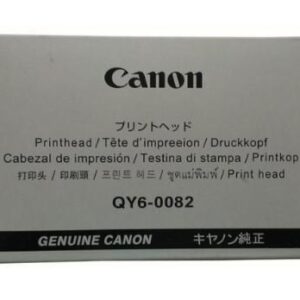 Canon
プリントヘッド
Printhead / Tête d'impreeion / Druckkopf
Cabezal de impresión / Testina di stampa / Printkop
打印头 / 印刷頭 / 프린트 헤드 / ชุดแม่พิมพ์ / Print head
QY6-0082
GENUINE CANON
キヤノン純正